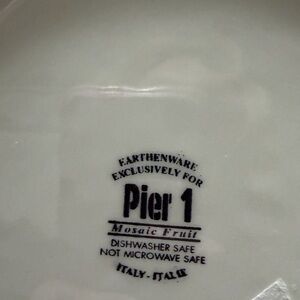 EARTHENWARE
EXCLUSIVELY FOR
Pier 1
Mosaic Fruit
DISHWASHER SAFE
NOT MICROWAVE SAFE
ITALY - ITALIE